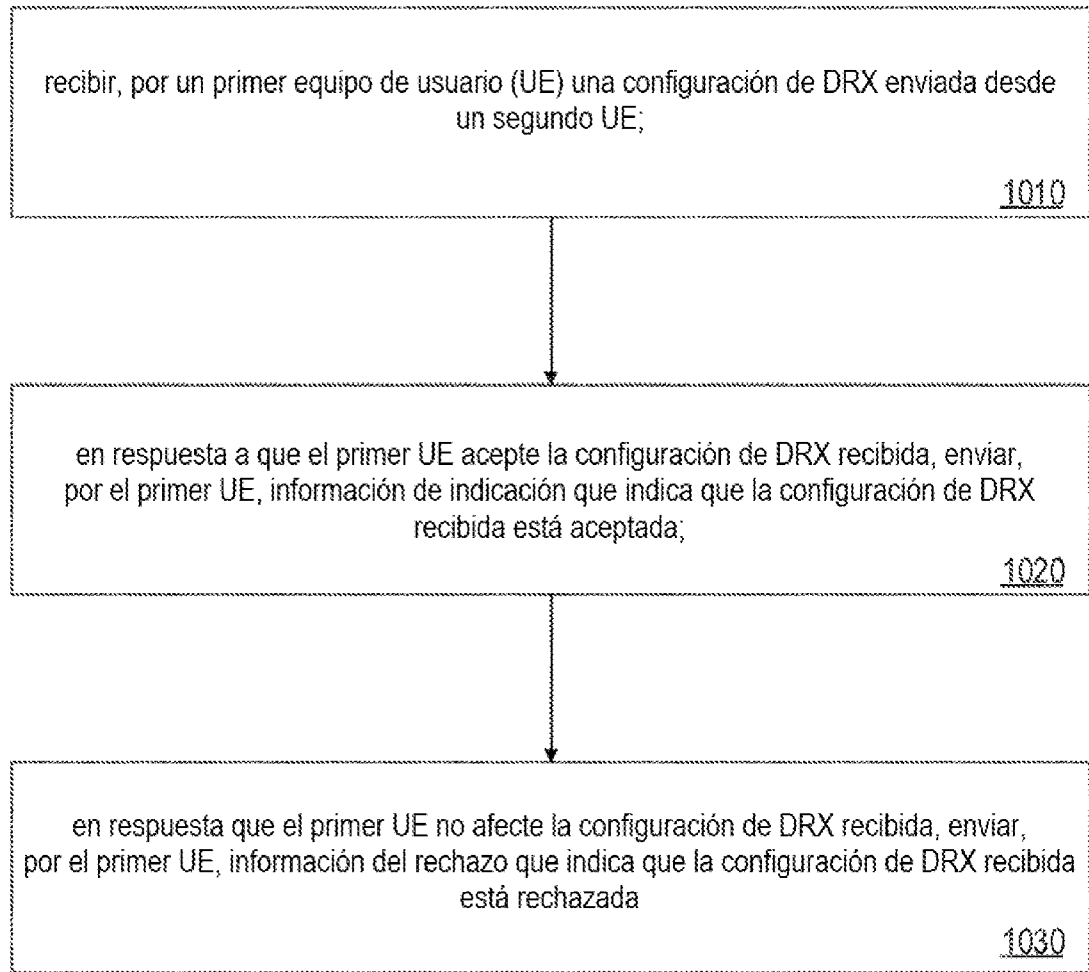 recibir, por un primer equipo de usuario (UE) una configuración de DRX enviada desde
un segundo UE;
1010
en respuesta a que el primer UE acepte la configuración de DRX recibida, enviar,
por el primer UE, información de indicación que indica que la configuración de DRX
recibida está aceptada;
1020
en respuesta que el primer UE no afecte la configuración de DRX recibida, enviar,
por el primer UE, información del rechazo que indica que la configuración de DRX recibida
está rechazada
1030